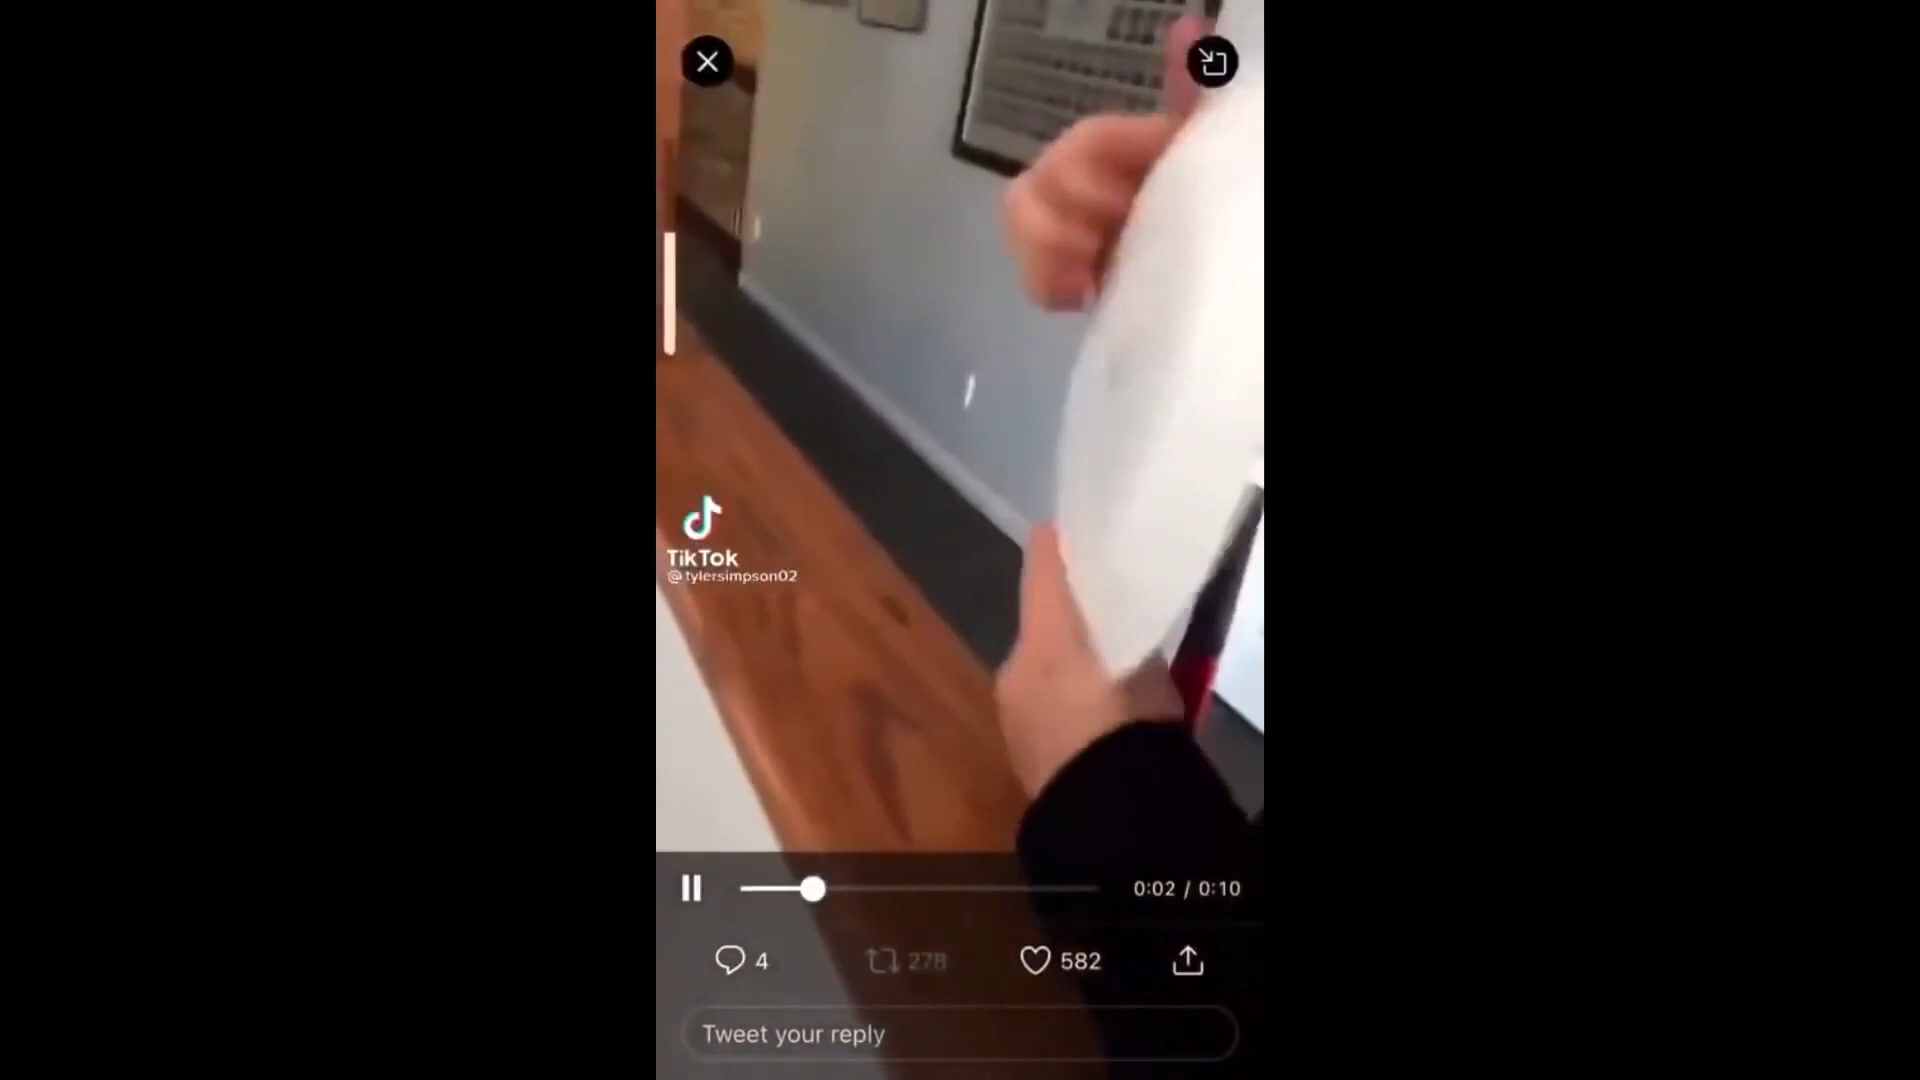 TikTok
@tylersimpson02
0:02 / 0:10
4
278
582
Tweet your reply